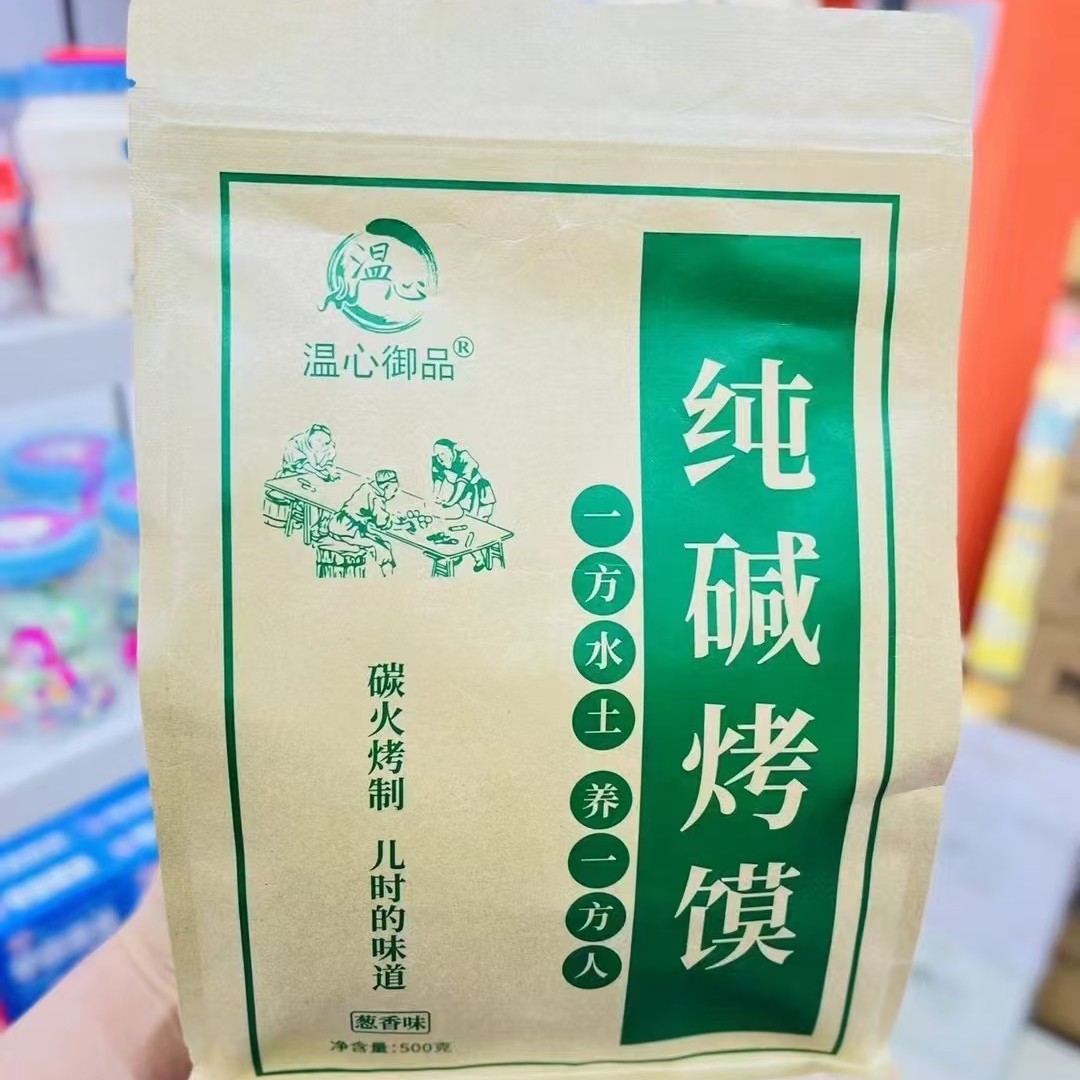 温心
温心御品®
纯碱烤馍
一方水土 养一方人
碳火烤制 儿时的味道
葱香味
净含量:500克